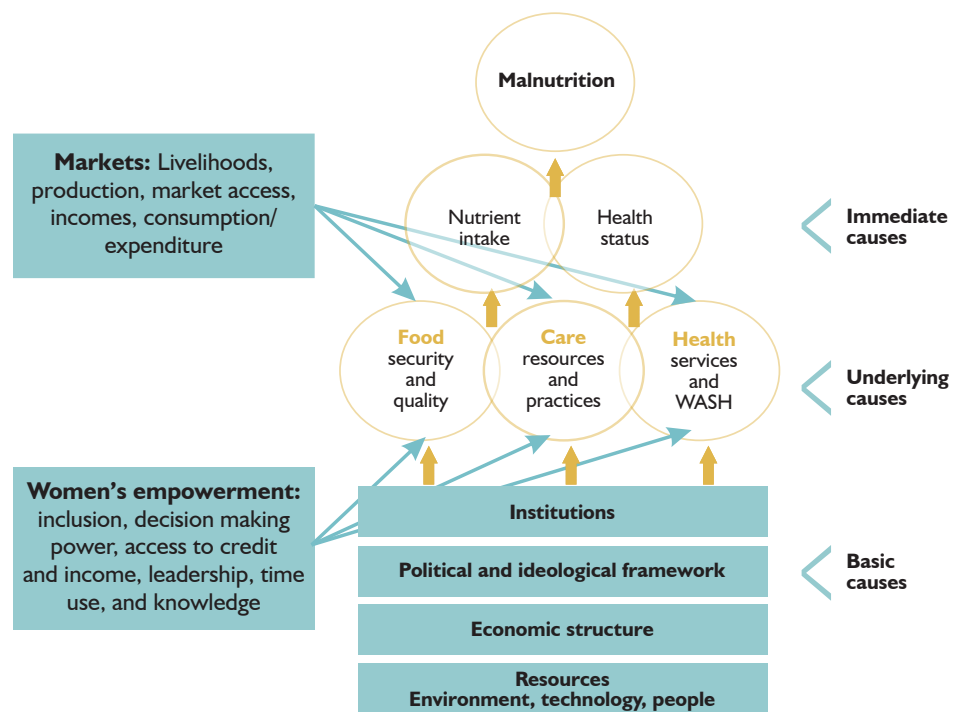 Malnutrition
Markets: Livelihoods,
production, market access,
incomes, consumption/
expenditure
Nutrient
intake
Health
status
Immediate
causes
Food
security
and
quality
Care
resources
and
practices
Health
services
and
WASH
Underlying
causes
Women’s empowerment:
inclusion, decision making
power, access to credit
and income, leadership, time
use, and knowledge
Institutions
Political and ideological framework
Economic structure
Resources
Environment, technology, people
Basic
causes